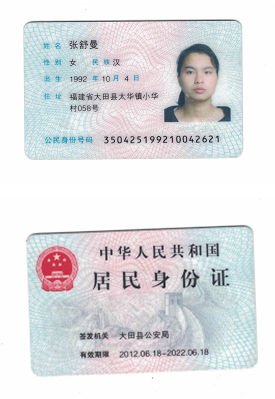 姓名 张舒曼
性别 女 民族 汉
出生 1992 年 10 月 4 日
住址 福建省大田县太华镇小华
村058号
公民身份号码 350425199210042621
中华人民共和国
居民身份证
签发机关 大田县公安局
有效期限 2012.06.18-2022.06.18